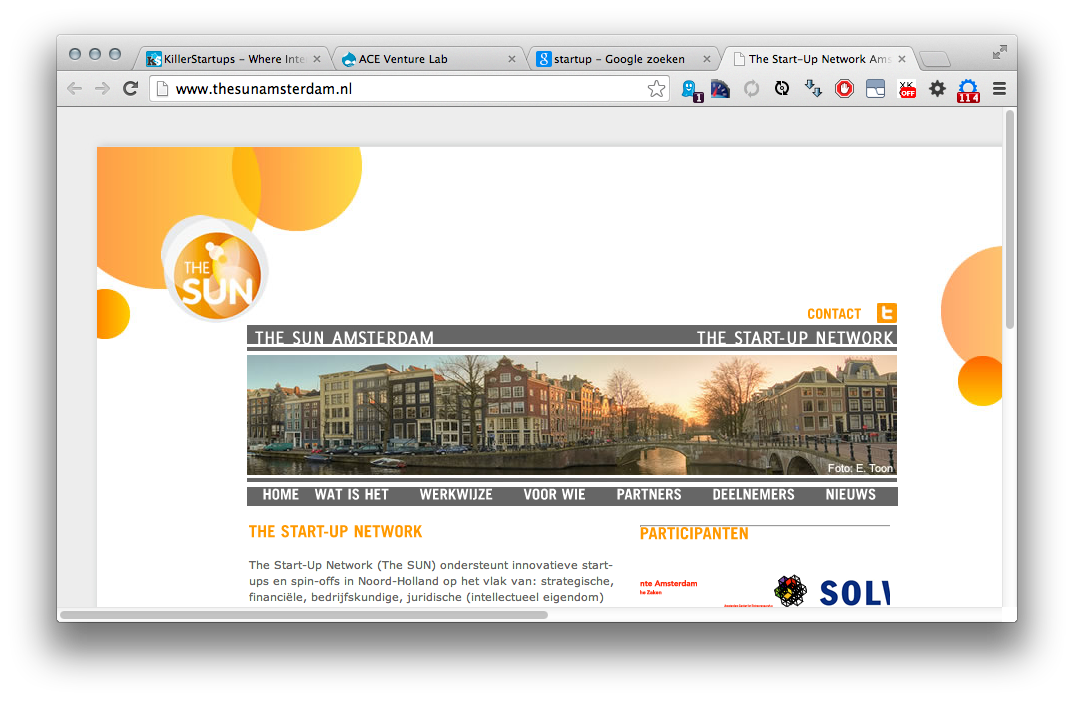 KillerStartups – Where Inte
ACE Venture Lab
startup – Google zoeken
The Start-Up Network Ams
www.thesunamsterdam.nl
1
OFF
114
THE
SUN
CONTACT
THE SUN AMSTERDAM
THE START-UP NETWORK
Foto: E. Toon
HOME WAT IS HET WERKWIJZE VOOR WIE PARTNERS DEELNEMERS NIEUWS
THE START-UP NETWORK
PARTICIPANTEN
The Start-Up Network (The SUN) ondersteunt innovatieve start-
ups en spin-offs in Noord-Holland op het vlak van: strategische,
financiële, bedrijfskundige, juridische (intellectueel eigendom)
nte Amsterdam
he Zaken
SOLV